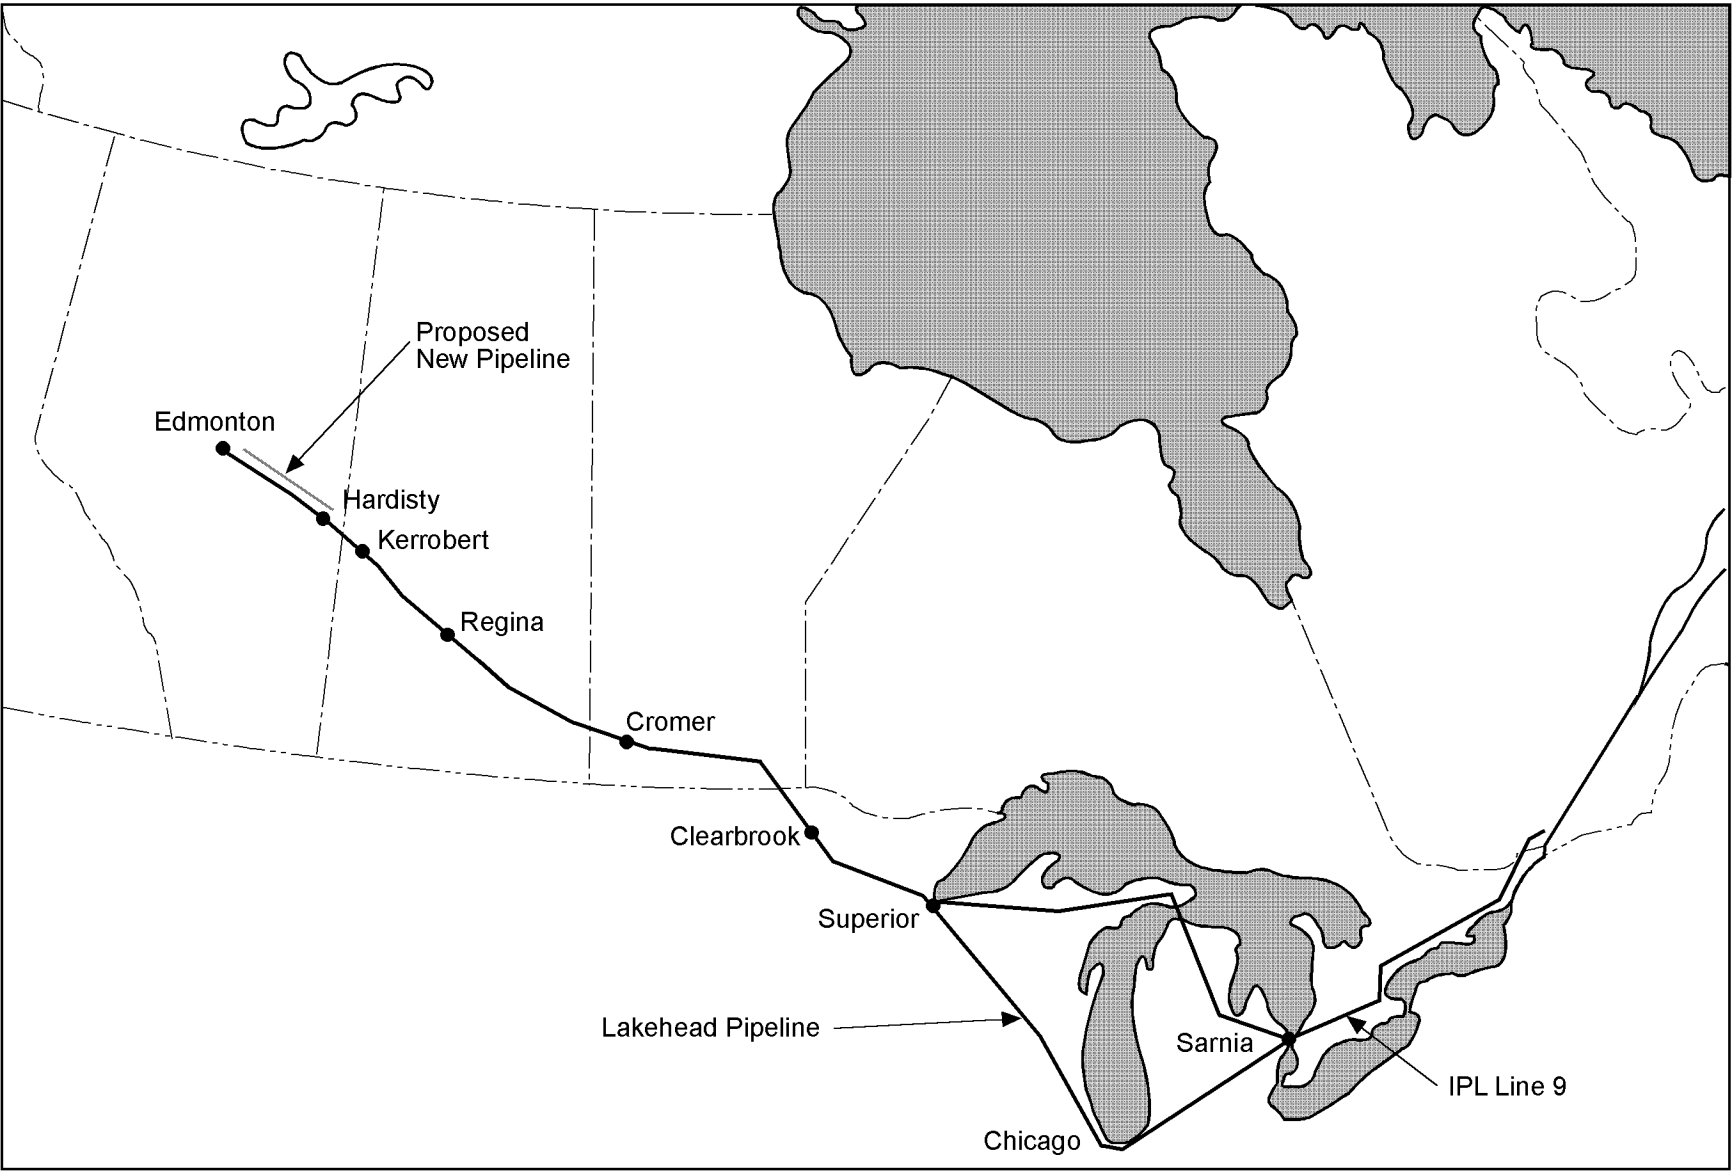 Proposed
New Pipeline
Edmonton
Hardisty
Kerrobert
Regina
Cromer
Clearbrook
Superior
Lakehead Pipeline
Sarnia
IPL Line 9
Chicago